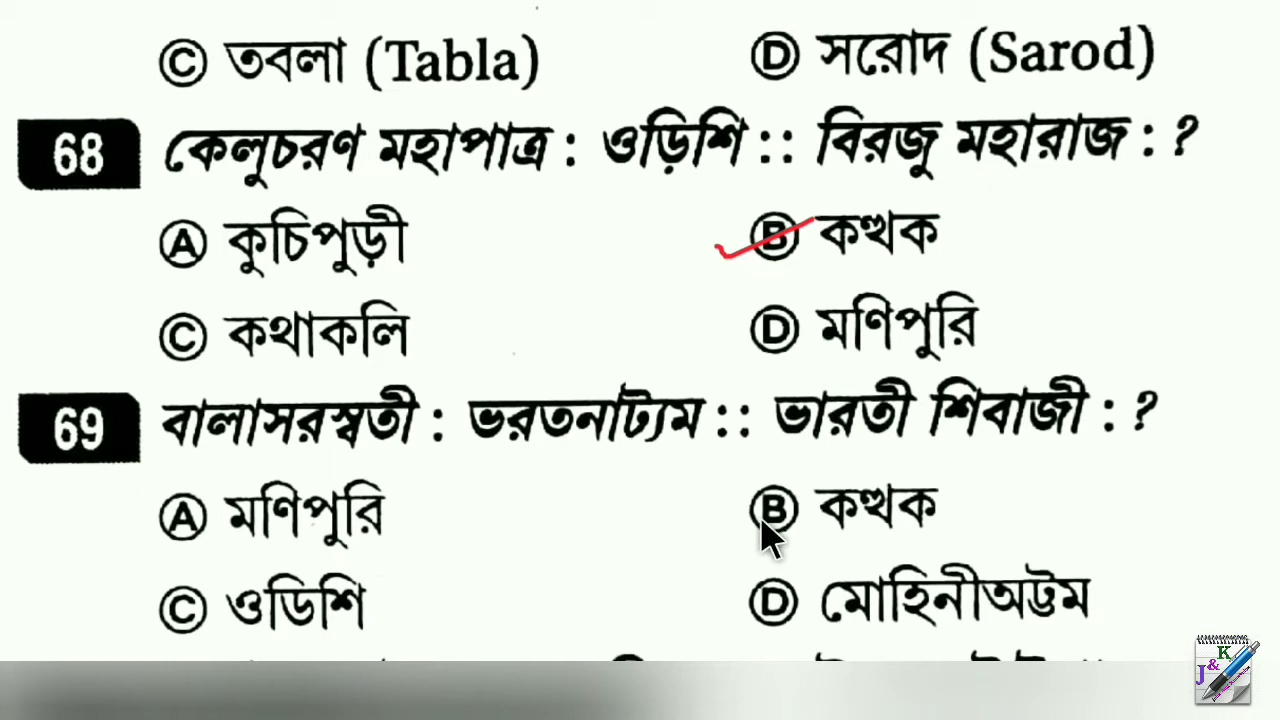 Ⓒ তবলা (Tabla) Ⓓ সরোদ (Sarod)
68 কেলুচরণ মহাপাত্র : ওড়িশি :: বিরজু মহারাজ : ?
Ⓐ কুচিপুড়ী Ⓑ কত্থক
Ⓒ কথাকলি Ⓓ মণিপুরি
69 বালাসরস্বতী : ভরতনাট্যম :: ভারতী শিবাজী : ?
Ⓐ মণিপুরি Ⓑ কত্থক
Ⓒ ওডিশি Ⓓ মোহিনীঅট্টম
J&K